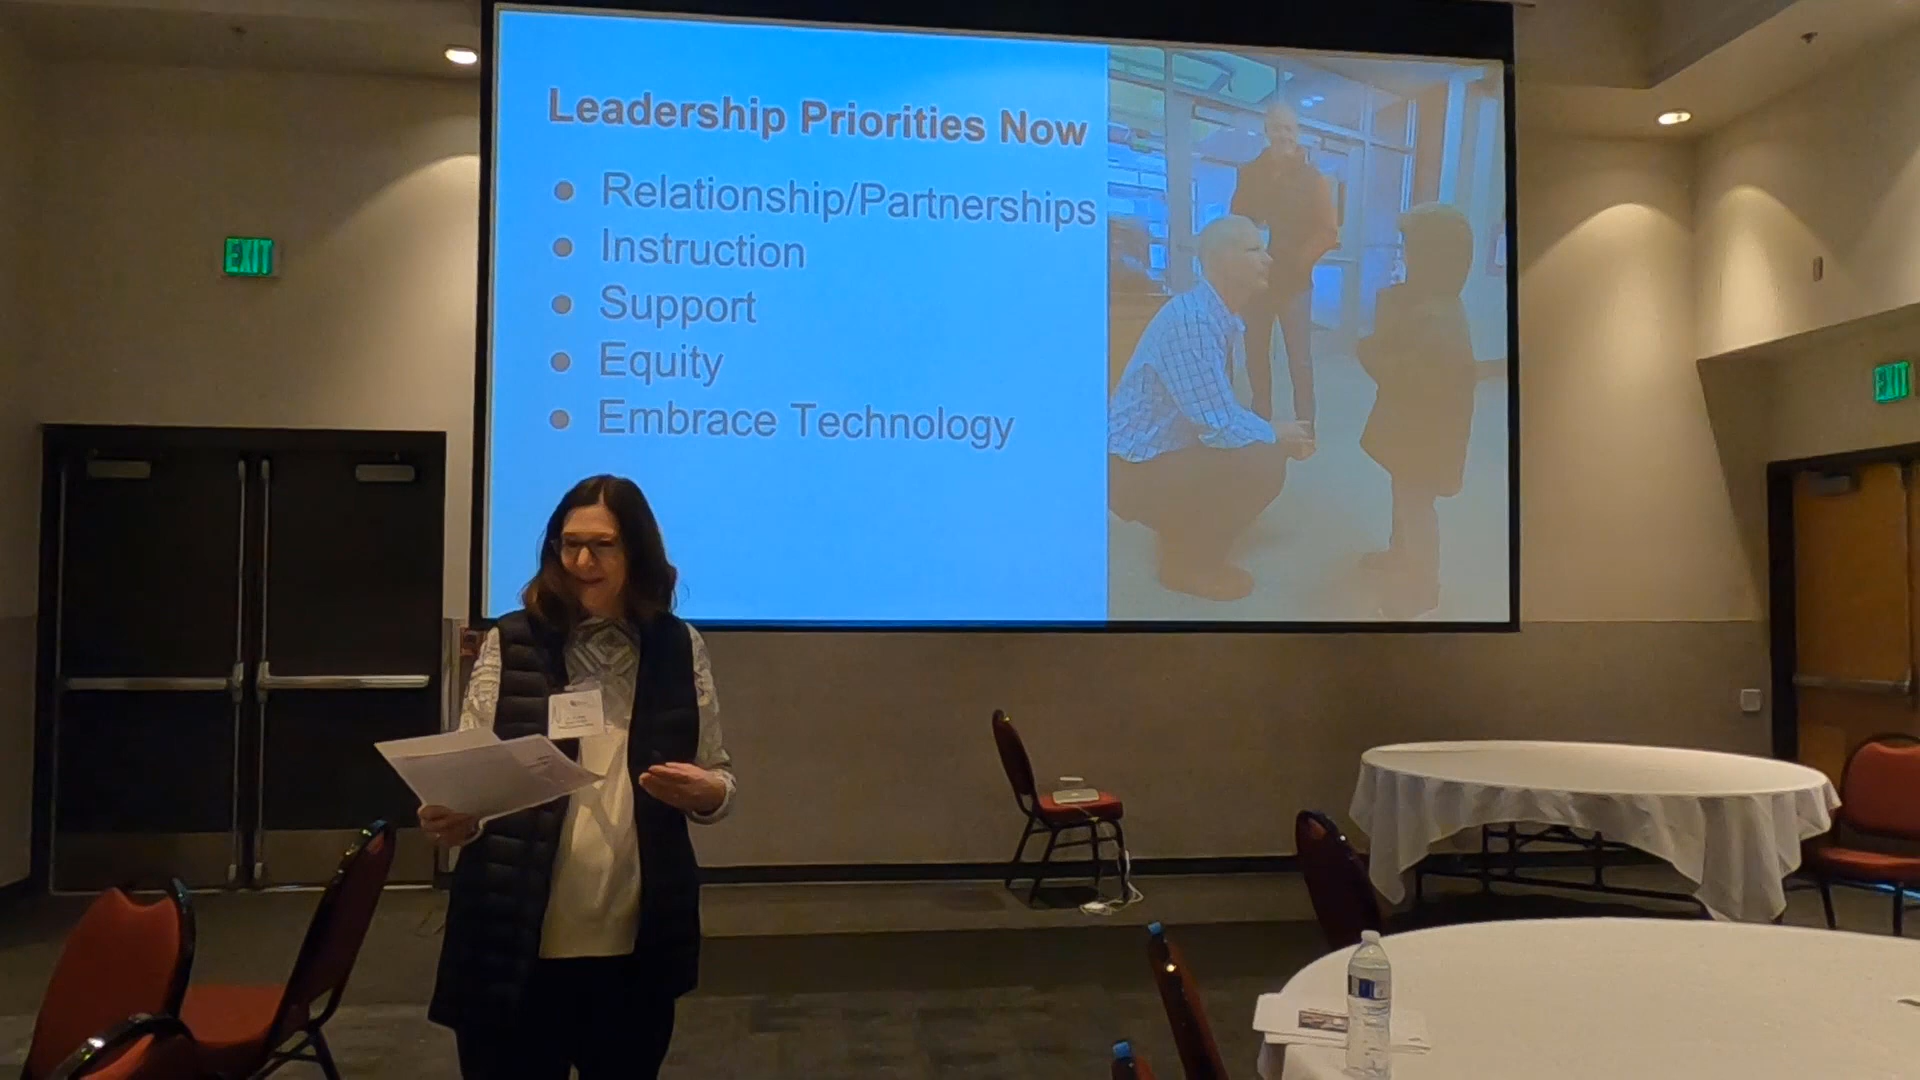 Leadership Priorities Now
● Relationship/Partnerships
● Instruction
● Support
● Equity
● Embrace Technology
EXIT
EXIT